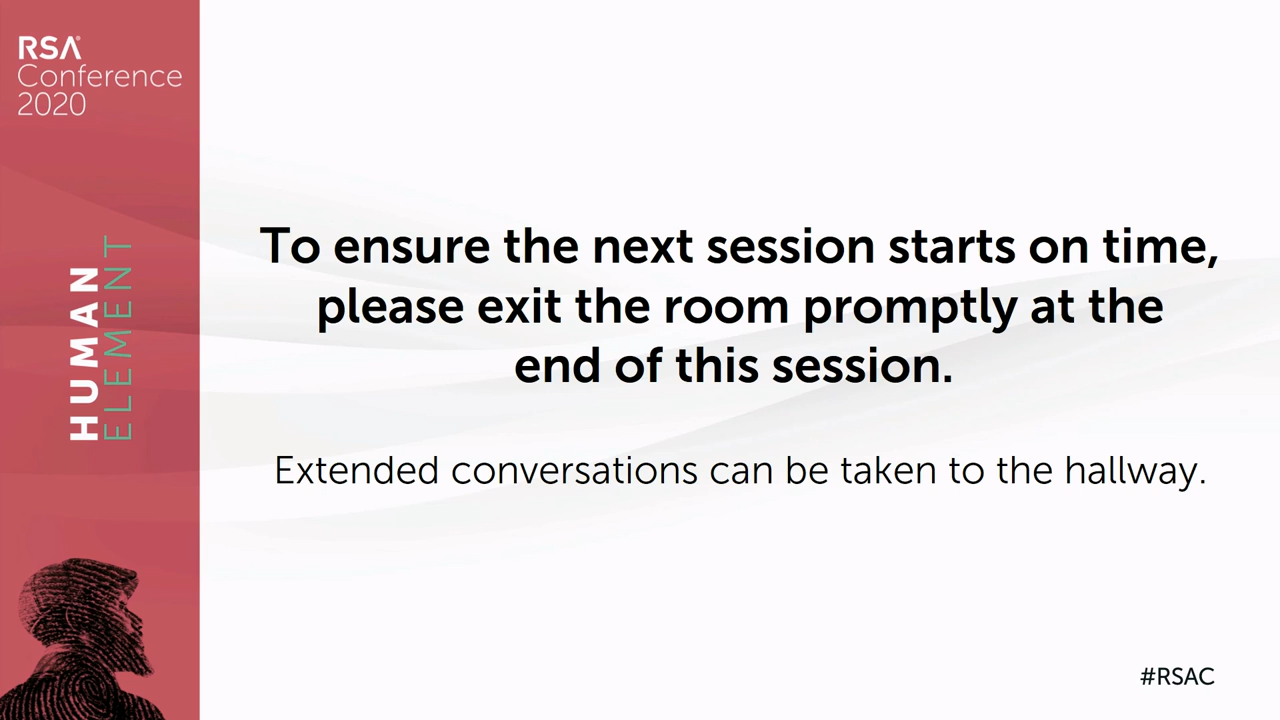 RSA
Conference
2020
HUMAN
ELEMENT
To ensure the next session starts on time,
please exit the room promptly at the
end of this session.
Extended conversations can be taken to the hallway.
#RSAC